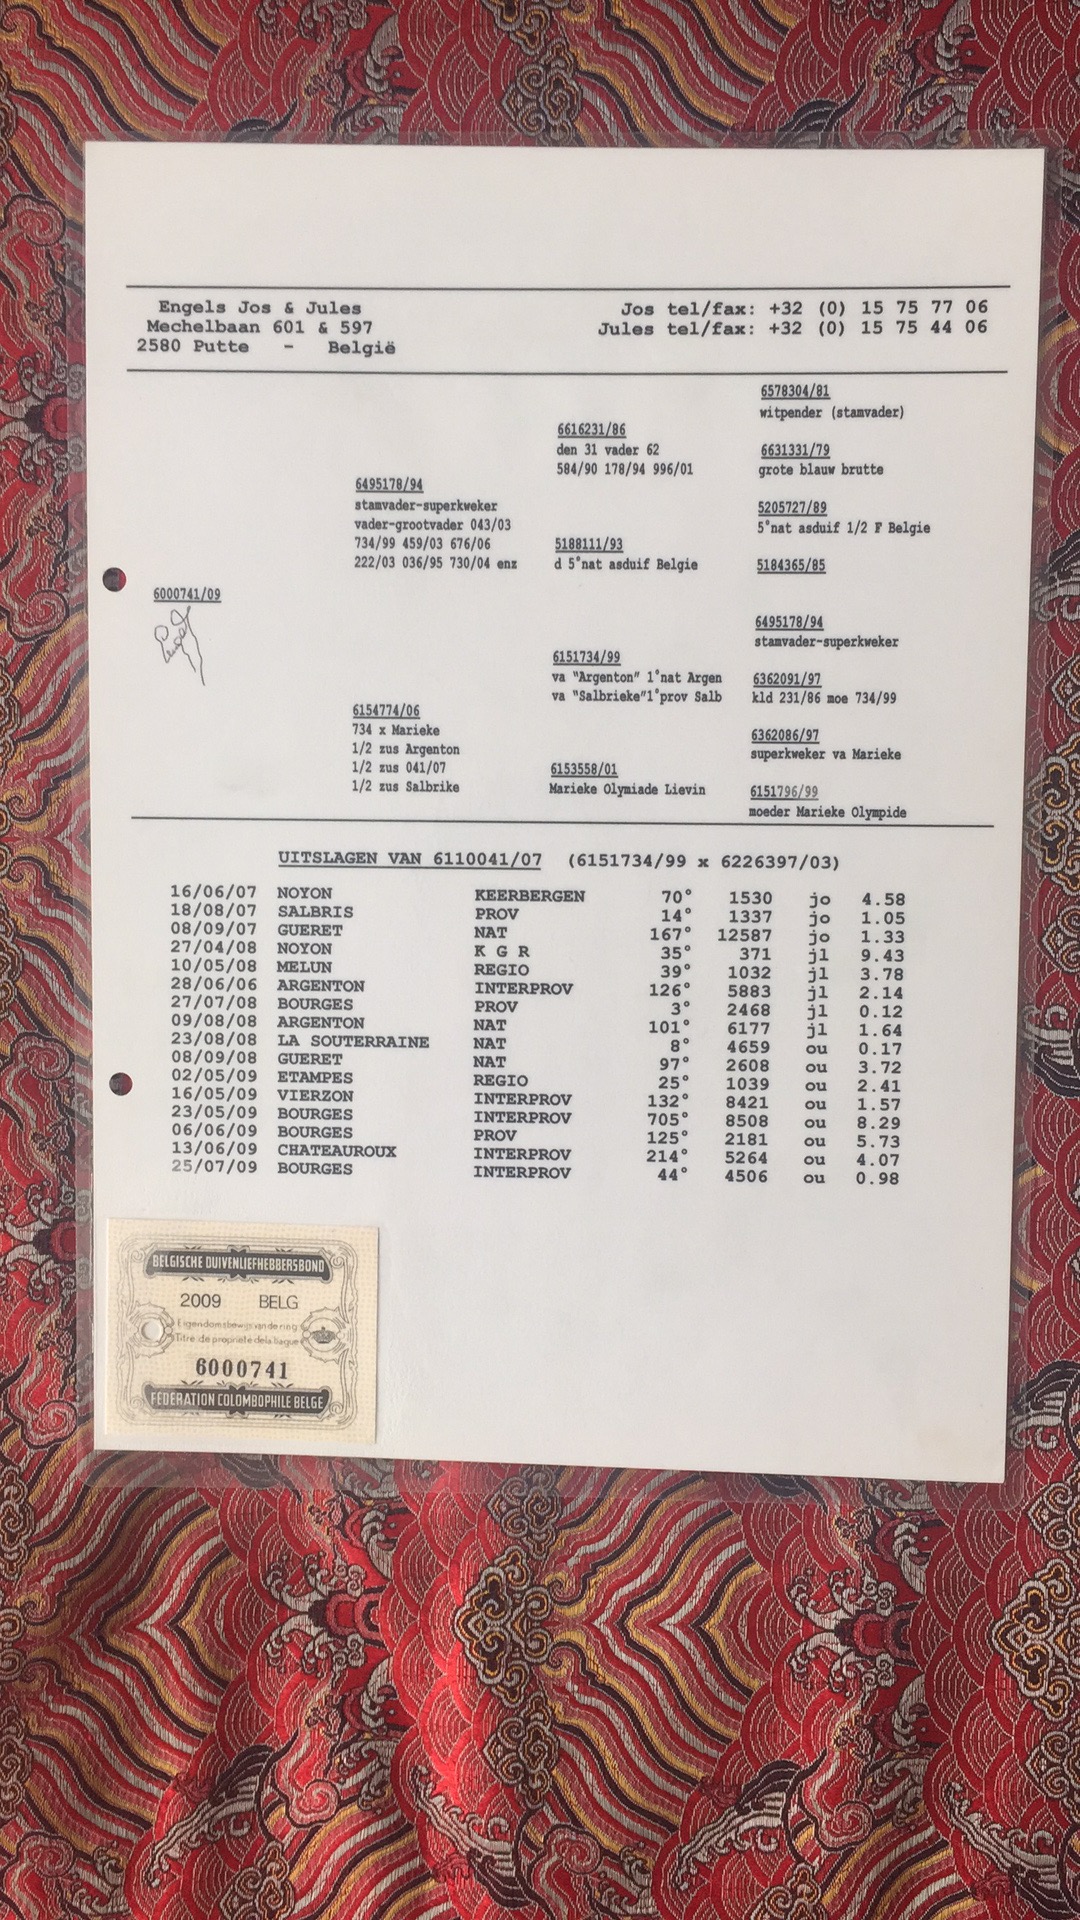 Engels Jos & Jules
Mechelbaan 601 & 597
2580 Putte - België
Jos tel/fax: +32 (0) 15 75 77 06
Jules tel/fax: +32 (0) 15 75 44 06
6000741/09
6495178/94
stamvader-superkweker
vader-grootvader 043/03
734/99 459/03 676/06
222/03 036/95 730/04 enz
6154774/06
734 x Marieke
1/2 zus Argenton
1/2 zus 041/07
1/2 zus Salbrike
6616231/86
den 31 vader 62
584/90 178/94 996/01
5188111/93
d 5°nat asduif Belgie
6151734/99
va "Argenton" 1°nat Argen
va "Salbrieke"1°prov Salb
6153558/01
Marieke Olymiade Lievin
6578304/81
witpender (stamvader)
6631331/79
grote blauw brutte
5205727/89
5°nat asduif 1/2 F Belgie
5184365/85
6495178/94
stamvader-superkweker
6362091/97
kld 231/86 moe 734/99
6362086/97
superkweker va Marieke
6151796/99
moeder Marieke Olympide
UITSLAGEN VAN 6110041/07 (6151734/99 x 6226397/03)
16/06/07 NOYON KEERBERGEN 70° 1530 jo 4.58
18/08/07 SALBRIS PROV 14° 1337 jo 1.05
08/09/07 GUERET NAT 167° 12587 jo 1.33
27/04/08 NOYON K G R 35° 371 jl 9.43
10/05/08 MELUN REGIO 39° 1032 jl 3.78
28/06/06 ARGENTON INTERPROV 126° 5883 jl 2.14
27/07/08 BOURGES PROV 3° 2468 jl 0.12
09/08/08 ARGENTON NAT 101° 6177 jl 1.64
23/08/08 LA SOUTERRAINE NAT 8° 4659 ou 0.17
08/09/08 GUERET NAT 97° 2608 ou 3.72
02/05/09 ETAMPES REGIO 25° 1039 ou 2.41
16/05/09 VIERZON INTERPROV 132° 8421 ou 1.57
23/05/09 BOURGES INTERPROV 705° 8508 ou 8.29
06/06/09 BOURGES PROV 125° 2181 ou 5.73
13/06/09 CHATEAUROUX INTERPROV 214° 5264 ou 4.07
25/07/09 BOURGES INTERPROV 44° 4506 ou 0.98
BELGISCHE DUIVENLIEFHEBBERSBOND
2009 BELG
Eigendomsbewijs van de ring
Titre de propriété de la bague
6000741
FÉDÉRATION COLOMBOPHILE BELGE